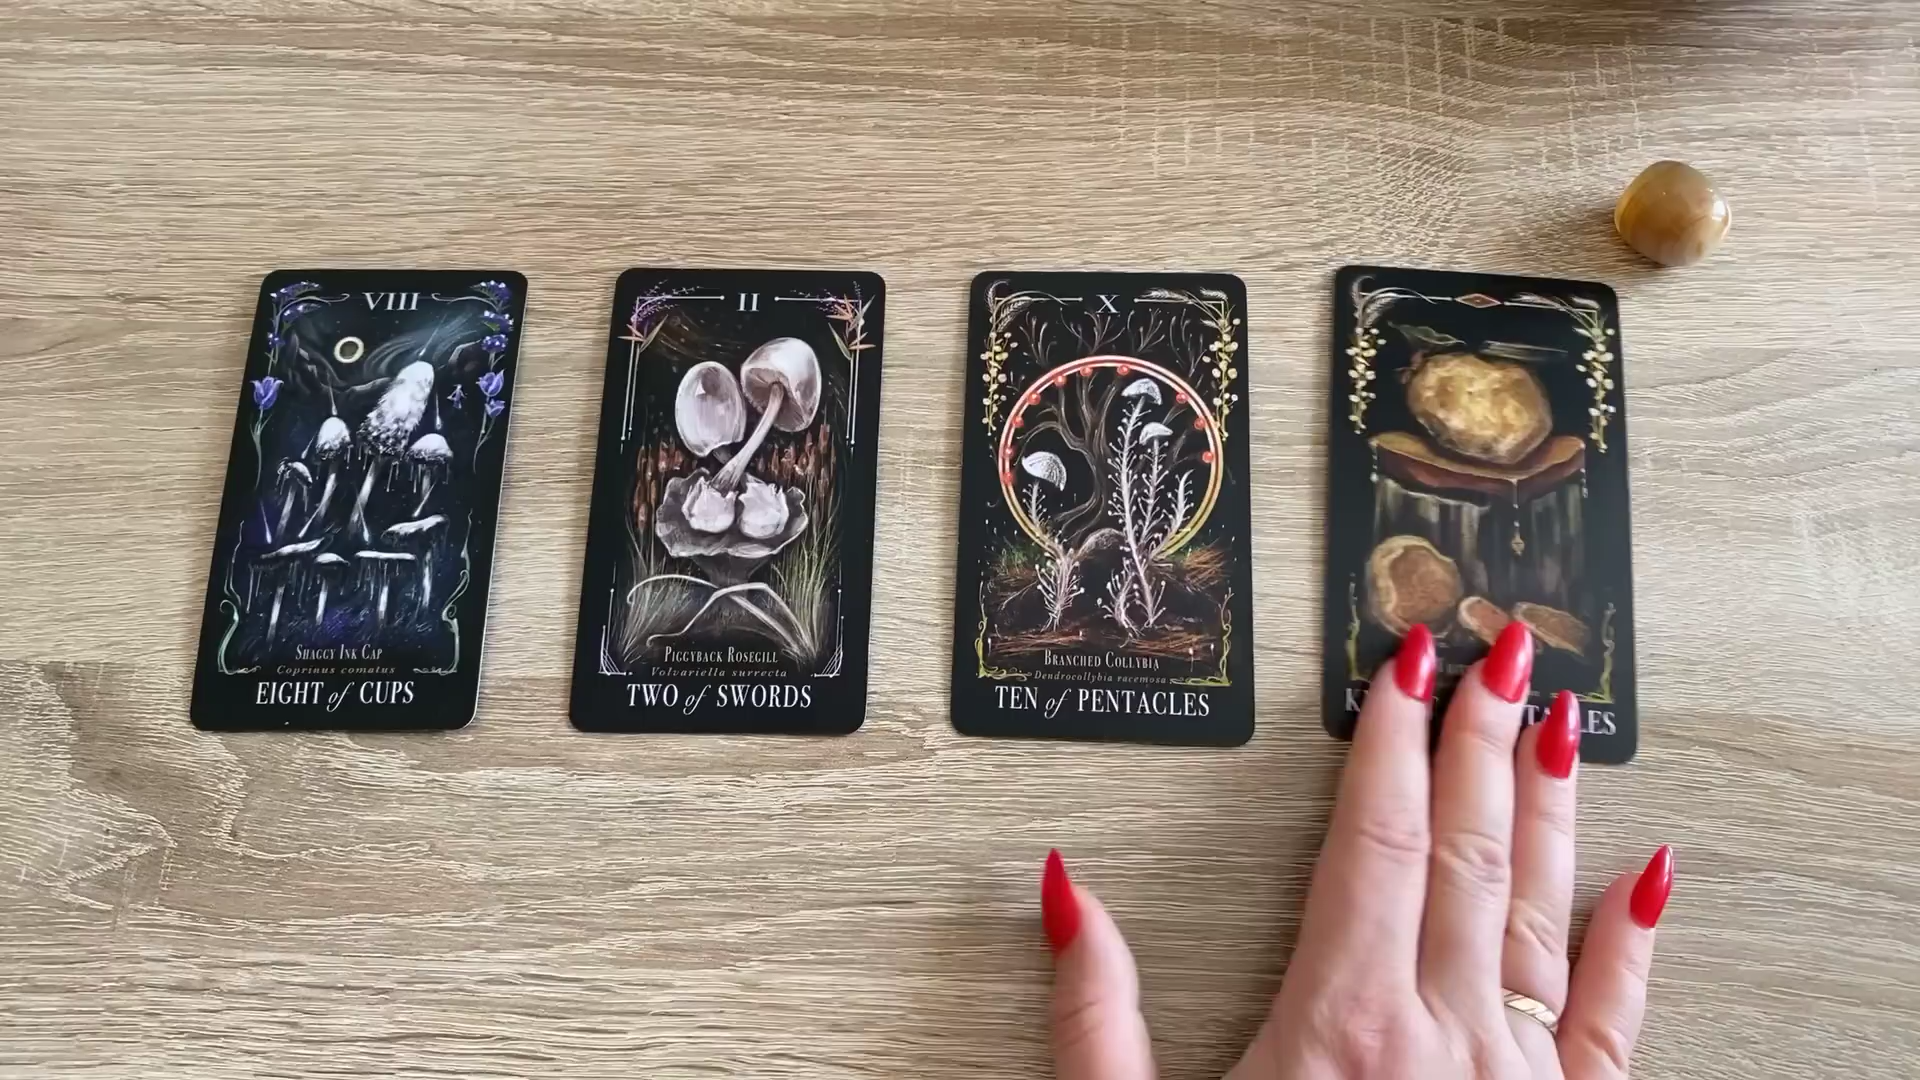 VIII
SHAGGY INK CAP
Coprinus comatus
EIGHT of CUPS
II
PIGGYBACK ROSEGILL
Volvariella surrecta
TWO of SWORDS
X
BRANCHED COLLYBIA
Dendrocollybia racemosa
TEN of PENTACLES